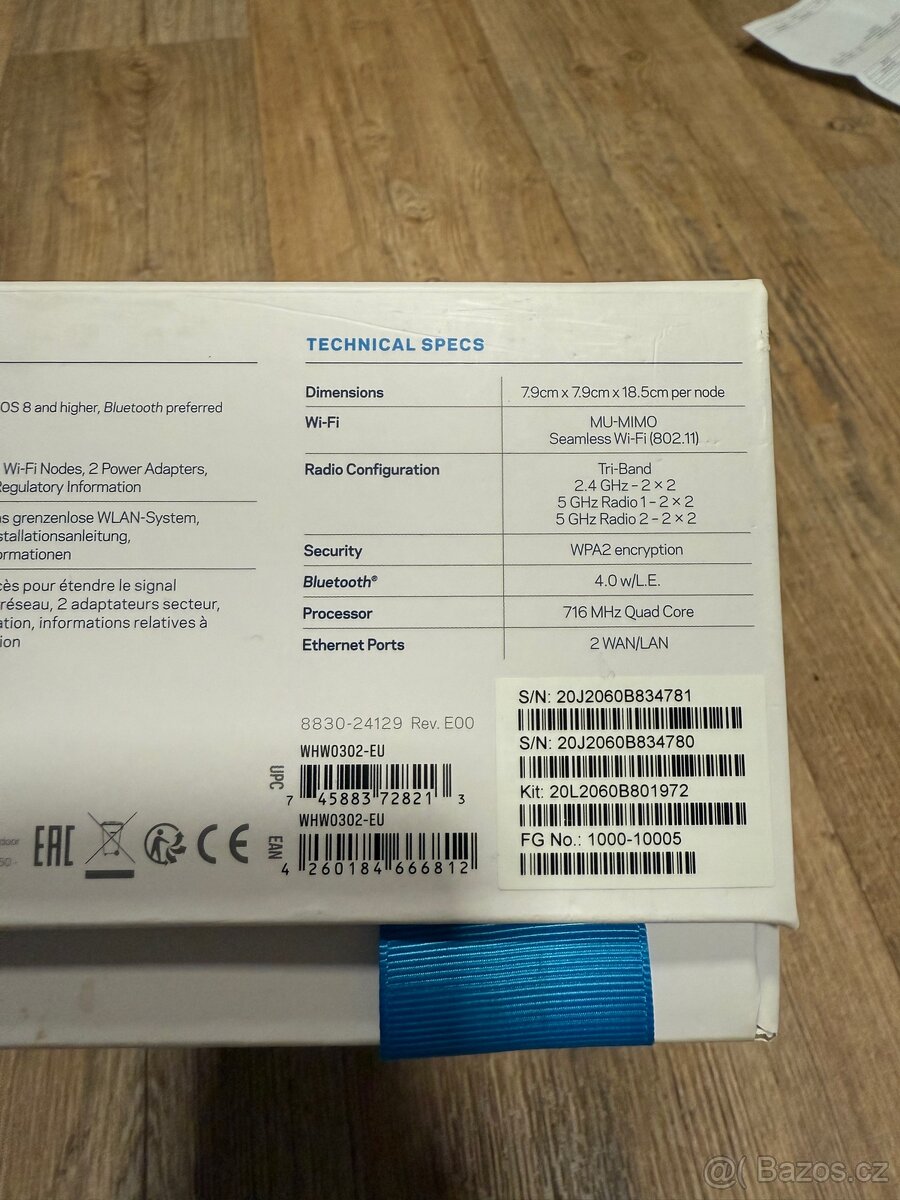 TECHNICAL SPECS
OS 8 and higher, Bluetooth preferred
Wi-Fi Nodes, 2 Power Adapters,
Regulatory Information
grenzenlose WLAN-System,
stallationsanleitung,
ormationen
cès pour étendre le signal
réseau, 2 adaptateurs secteur,
ation, informations relatives à
ion
Dimensions 7.9cm x 7.9cm x 18.5cm per node
Wi-Fi MU-MIMO
Seamless Wi-Fi (802.11)
Radio Configuration Tri-Band
2.4 GHz – 2 × 2
5 GHz Radio 1 – 2 × 2
5 GHz Radio 2 – 2 × 2
Security WPA2 encryption
Bluetooth® 4.0 w/L.E.
Processor 716 MHz Quad Core
Ethernet Ports 2 WAN/LAN
8830-24129 Rev. E00
WHW0302-EU
UPC
7 45883 72821 3
WHW0302-EU
EAN
4 260184 666812
EAC
CE
S/N: 20J2060B834781
S/N: 20J2060B834780
Kit: 20L2060B801972
FG No.: 1000-10005
@( Bazos.cz